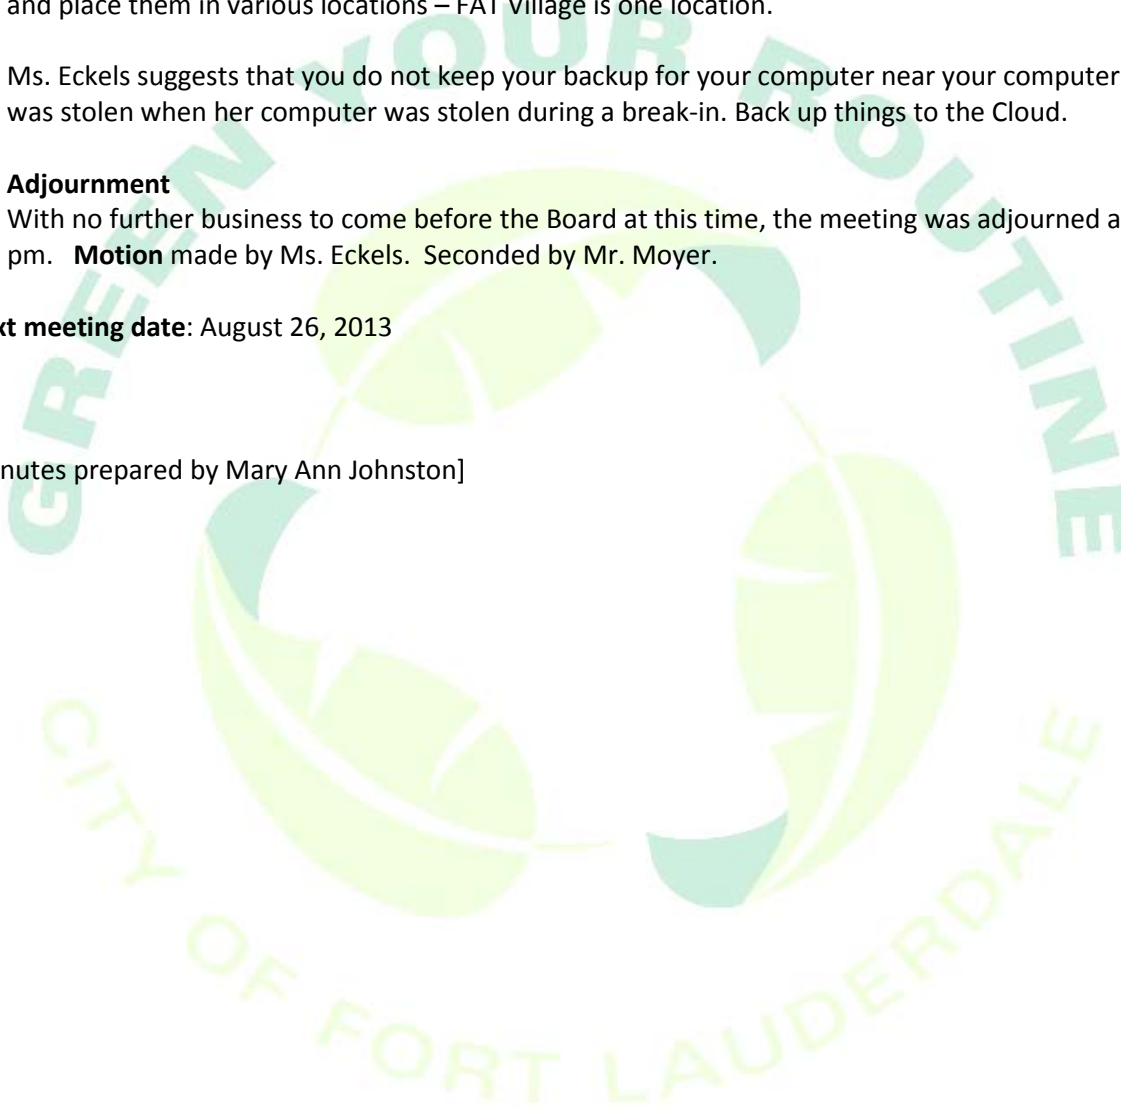 and place them in various locations – FAT Village is one location.
Ms. Eckels suggests that you do not keep your backup for your computer near your computer
was stolen when her computer was stolen during a break-in. Back up things to the Cloud.
Adjournment
With no further business to come before the Board at this time, the meeting was adjourned a
pm. Motion made by Ms. Eckels. Seconded by Mr. Moyer.
xt meeting date: August 26, 2013
nutes prepared by Mary Ann Johnston]
GREEN YOUR ROUTINE
CITY OF FORT LAUDERDALE